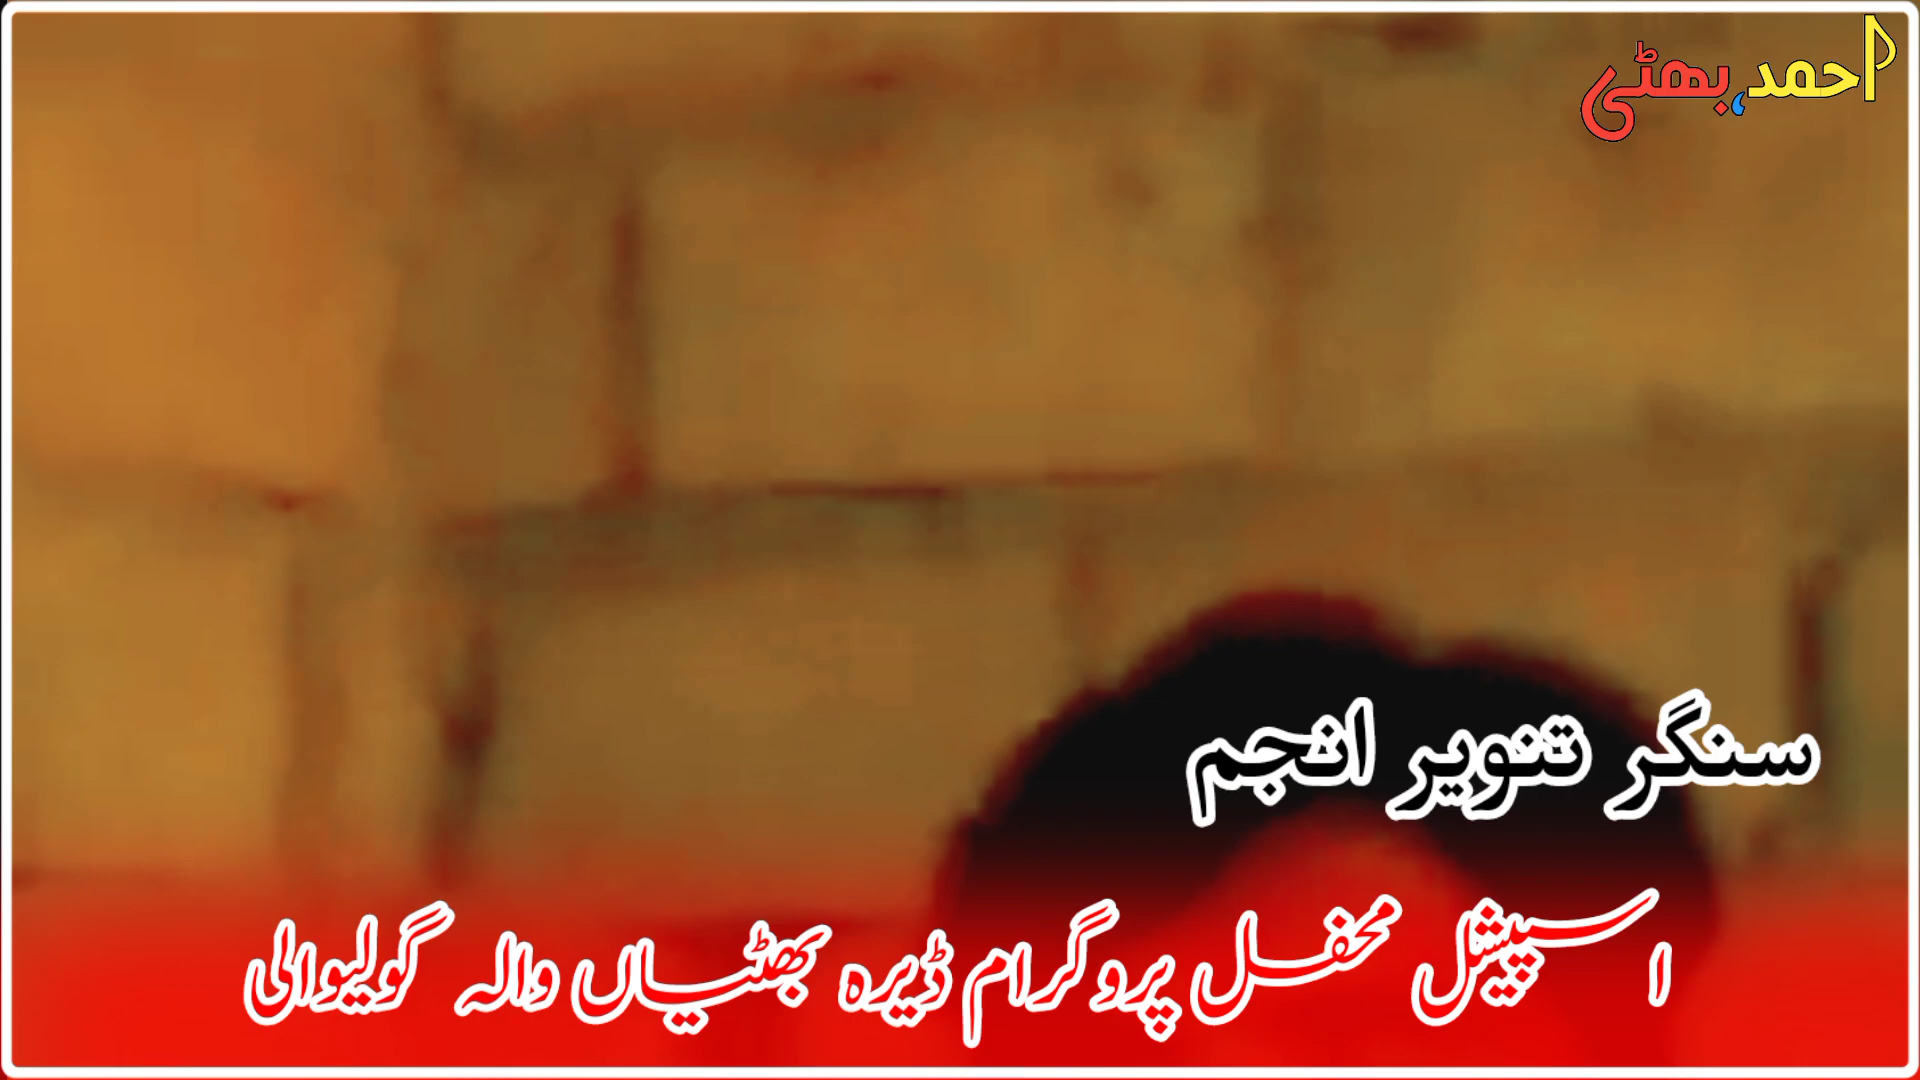 احمد، بھٹی
سنگر تنویر انجم
اسپیشل محفل پروگرام ڈیرہ بھٹیاں والہ گولیوالی